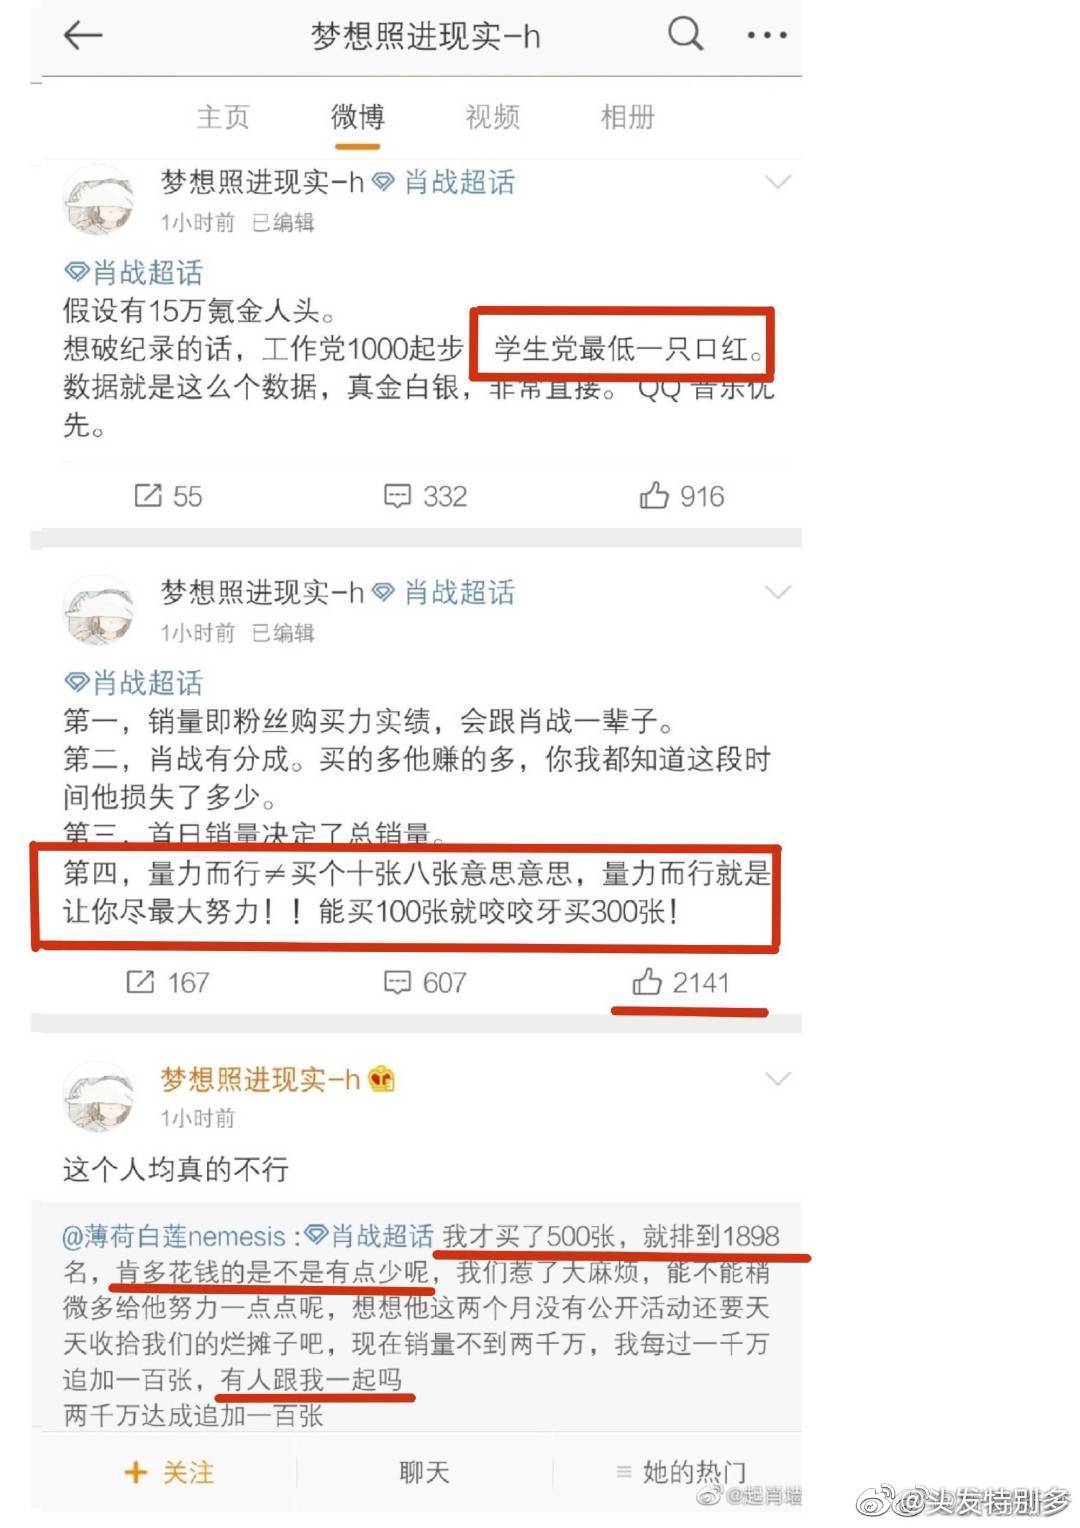 梦想照进现实-h
主页 微博 视频 相册
梦想照进现实-h 肖战超话
1小时前 已编辑
肖战超话
假设有15万氪金人头。
想破纪录的话，工作党1000起步 学生党最低一只口红。
数据就是这么个数据，真金白银，非常直接。 QQ 音乐优
先。
55 332 916
梦想照进现实-h 肖战超话
1小时前 已编辑
肖战超话
第一，销量即粉丝购买力实绩，会跟肖战一辈子。
第二，肖战有分成。买的多他赚的多，你我都知道这段时
间他损失了多少。
第三，首日销量决定了总销量。
第四，量力而行≠买个十张八张意思意思，量力而行就是
让你尽最大努力！！能买100张就咬咬牙买300张！
167 607 2141
梦想照进现实-h
1小时前
这个人均真的不行
@薄荷白莲nemesis :肖战超话 我才买了500张，就排到1898
名，肯多花钱的是不是有点少呢，我们惹了大麻烦，能不能稍
微多给他努力一点点呢，想想他这两个月没有公开活动还要天
天收拾我们的烂摊子吧，现在销量不到两千万，我每过一千万
追加一百张，有人跟我一起吗
两千万达成追加一百张
+ 关注 聊天 她的热门
@起肖墙
@头发特别多